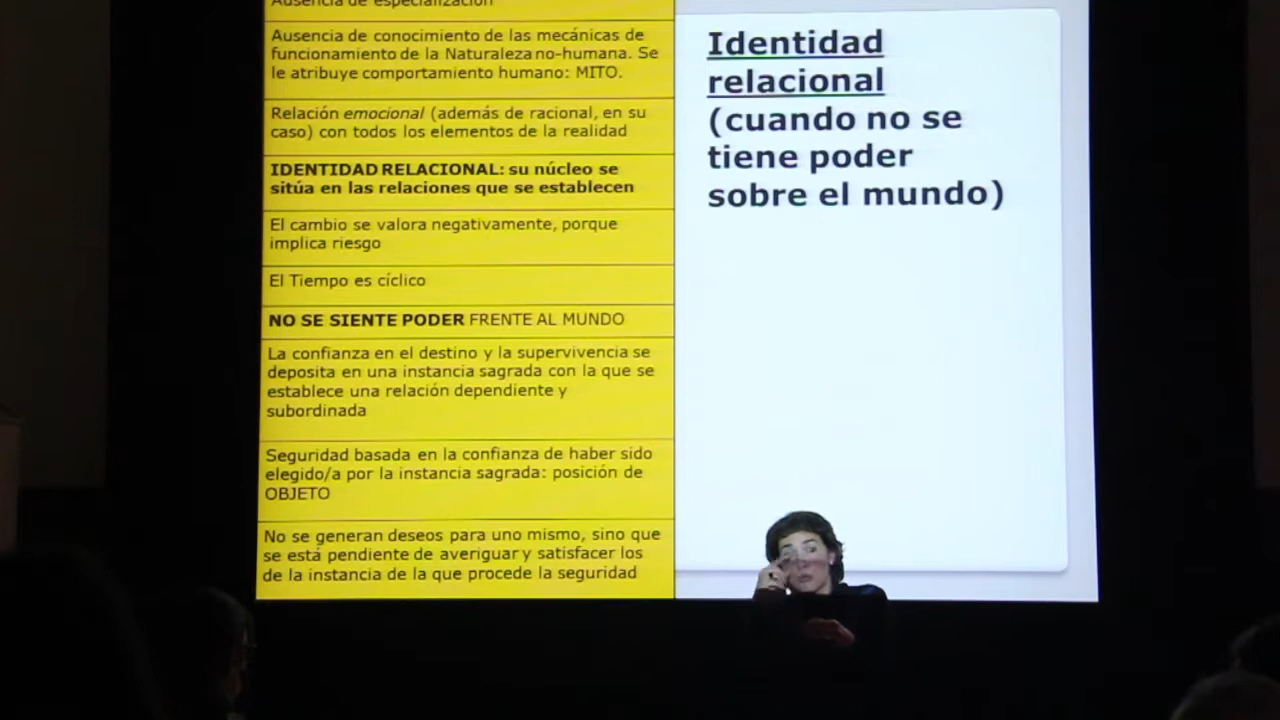 Ausencia de especialización
Ausencia de conocimiento de las mecánicas de
funcionamiento de la Naturaleza no-humana. Se
le atribuye comportamiento humano: MITO.
Relación emocional (además de racional, en su
caso) con todos los elementos de la realidad
IDENTIDAD RELACIONAL: su núcleo se
sitúa en las relaciones que se establecen
El cambio se valora negativamente, porque
implica riesgo
El Tiempo es cíclico
NO SE SIENTE PODER FRENTE AL MUNDO
La confianza en el destino y la supervivencia se
deposita en una instancia sagrada con la que se
establece una relación dependiente y
subordinada
Seguridad basada en la confianza de haber sido
elegido/a por la instancia sagrada: posición de
OBJETO
No se generan deseos para uno mismo, sino que
se está pendiente de averiguar y satisfacer los
de la instancia de la que procede la seguridad
Identidad
relacional
(cuando no se
tiene poder
sobre el mundo)